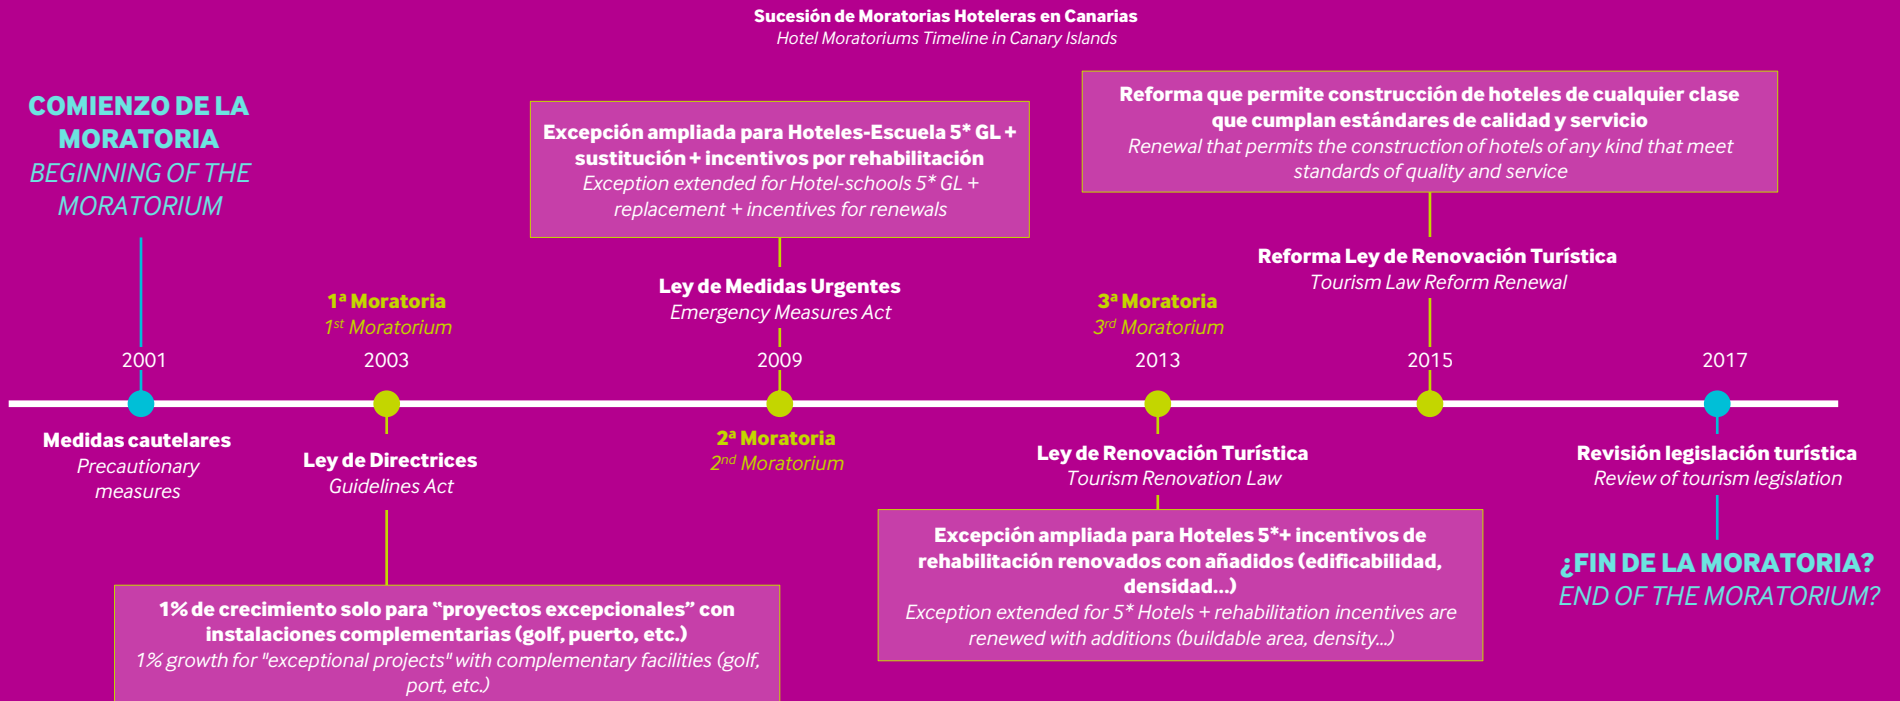 Sucesión de Moratorias Hoteleras en Canarias
Hotel Moratoriums Timeline in Canary Islands
COMIENZO DE LA
MORATORIA
BEGINNING OF THE
MORATORIUM
2001
Medidas cautelares
Precautionary
measures
1ª Moratoria
1st Moratorium
2003
Ley de Directrices
Guidelines Act
1% de crecimiento solo para “proyectos excepcionales” con
instalaciones complementarias (golf, puerto, etc.)
1% growth for "exceptional projects" with complementary facilities (golf,
port, etc.)
Excepción ampliada para Hoteles-Escuela 5* GL +
sustitución + incentivos por rehabilitación
Exception extended for Hotel-schools 5* GL +
replacement + incentives for renewals
Ley de Medidas Urgentes
Emergency Measures Act
2009
2ª Moratoria
2nd Moratorium
3ª Moratoria
3rd Moratorium
2013
Ley de Renovación Turística
Tourism Renovation Law
Excepción ampliada para Hoteles 5*+ incentivos de
rehabilitación renovados con añadidos (edificabilidad,
densidad...)
Exception extended for 5* Hotels + rehabilitation incentives are
renewed with additions (buildable area, density...)
Reforma que permite construcción de hoteles de cualquier clase
que cumplan estándares de calidad y servicio
Renewal that permits the construction of hotels of any kind that meet
standards of quality and service
Reforma Ley de Renovación Turística
Tourism Law Reform Renewal
2015
2017
Revisión legislación turística
Review of tourism legislation
¿FIN DE LA MORATORIA?
END OF THE MORATORIUM?